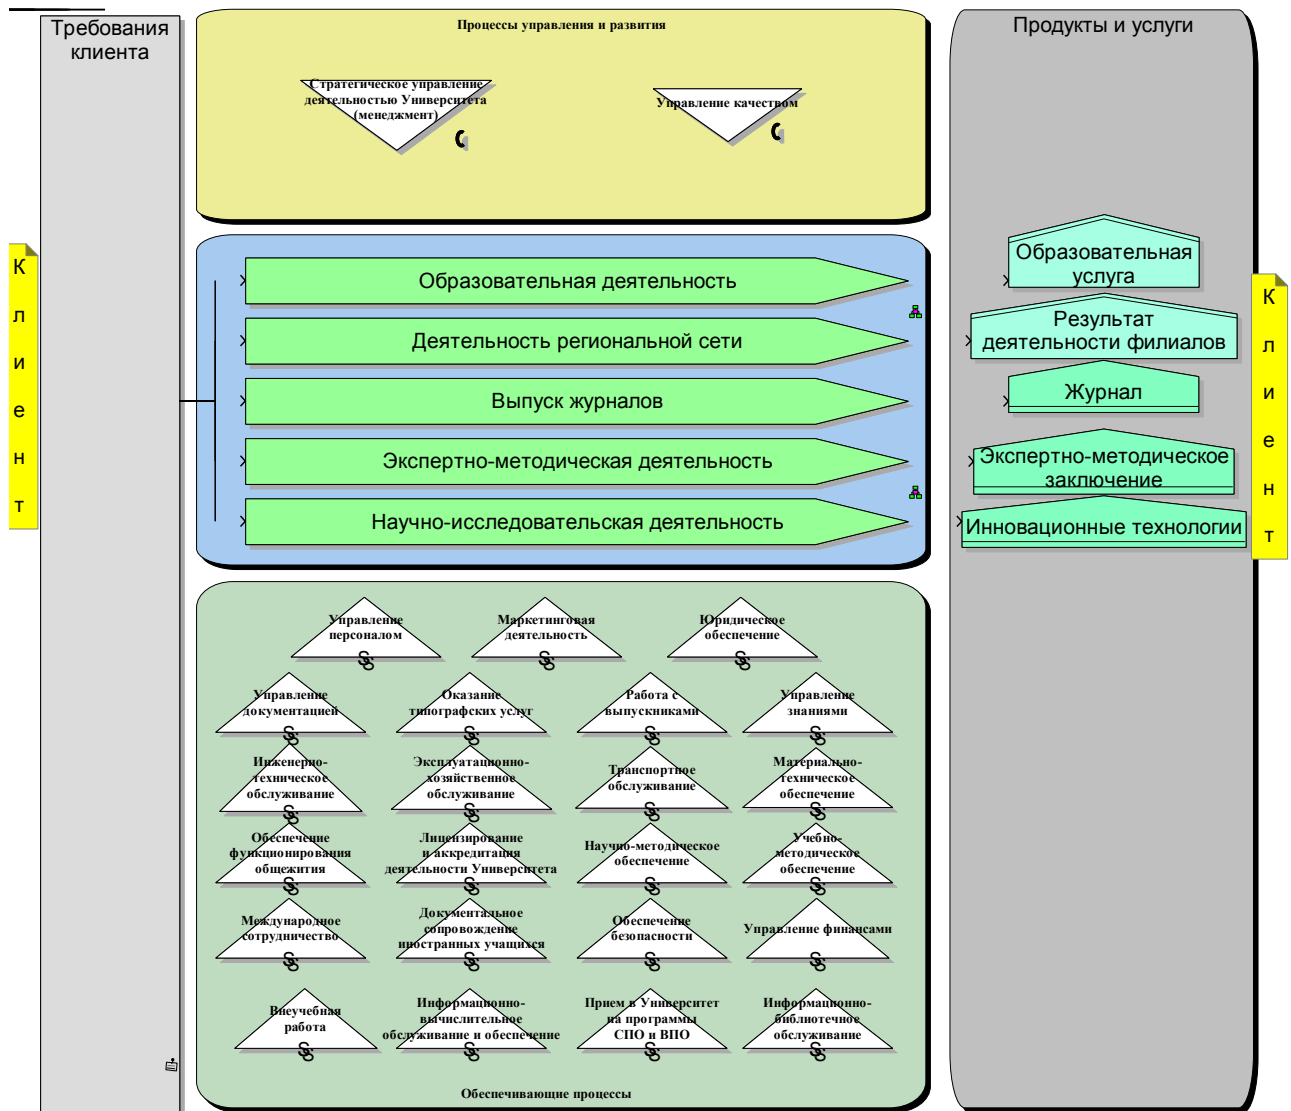 Требования
клиента
Процессы управления и развития
Продукты и услуги
Стратегическое управление
деятельностью Университета
(менеджмент)
Управление качеством
К
л
и
е
н
т
Образовательная деятельность
Деятельность региональной сети
Выпуск журналов
Экспертно-методическая деятельность
Научно-исследовательская деятельность
Образовательная
услуга
Результат
деятельности филиалов
Журнал
Экспертно-методическое
заключение
Инновационные технологии
К
л
и
е
н
т
Управление
персоналом
Маркетинговая
деятельность
Юридическое
обеспечение
Управление
документацией
Оказание
типографских услуг
Работа с
выпускниками
Управление
знаниями
Инженерно-
техническое
обслуживание
Эксплуатационно-
хозяйственное
обслуживание
Транспортное
обслуживание
Материально-
техническое
обеспечение
Обеспечение
функционирования
общежития
Лицензирование
и аккредитация
деятельности Университета
Научно-методическое
обеспечение
Учебно-
методическое
обеспечение
Международное
сотрудничество
Документальное
сопровождение
иностранных учащихся
Обеспечение
безопасности
Управление финансами
Внеучебная
работа
Информационно-
вычислительное
обслуживание и обеспечение
Прием в Университет
на программы
СПО и ВПО
Информационно-
библиотечное
обслуживание
Обеспечивающие процессы